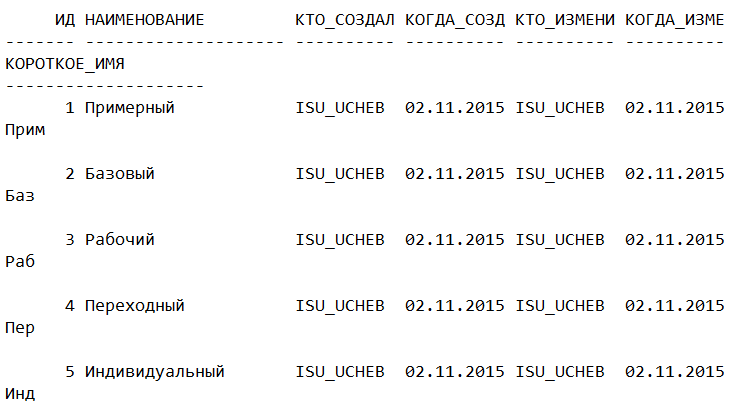 ИД НАИМЕНОВАНИЕ КТО_СОЗДАЛ КОГДА_СОЗД КТО_ИЗМЕНИ КОГДА_ИЗМЕ
------- -------------------- ---------- ---------- ---------- ----------
КОРОТКОЕ_ИМЯ
--------------------
1 Примерный ISU_UCHEB 02.11.2015 ISU_UCHEB 02.11.2015
Прим
2 Базовый ISU_UCHEB 02.11.2015 ISU_UCHEB 02.11.2015
Баз
3 Рабочий ISU_UCHEB 02.11.2015 ISU_UCHEB 02.11.2015
Раб
4 Переходный ISU_UCHEB 02.11.2015 ISU_UCHEB 02.11.2015
Пер
5 Индивидуальный ISU_UCHEB 02.11.2015 ISU_UCHEB 02.11.2015
Инд